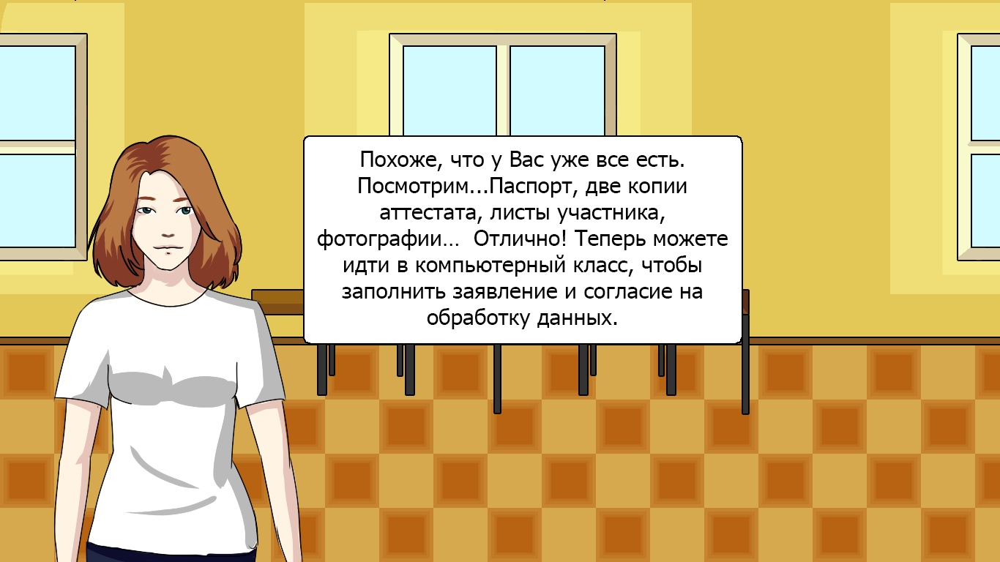 Похоже, что у Вас уже все есть.
Посмотрим...Паспорт, две копии
аттестата, листы участника,
фотографии... Отлично! Теперь можете
идти в компьютерный класс, чтобы
заполнить заявление и согласие на
обработку данных.